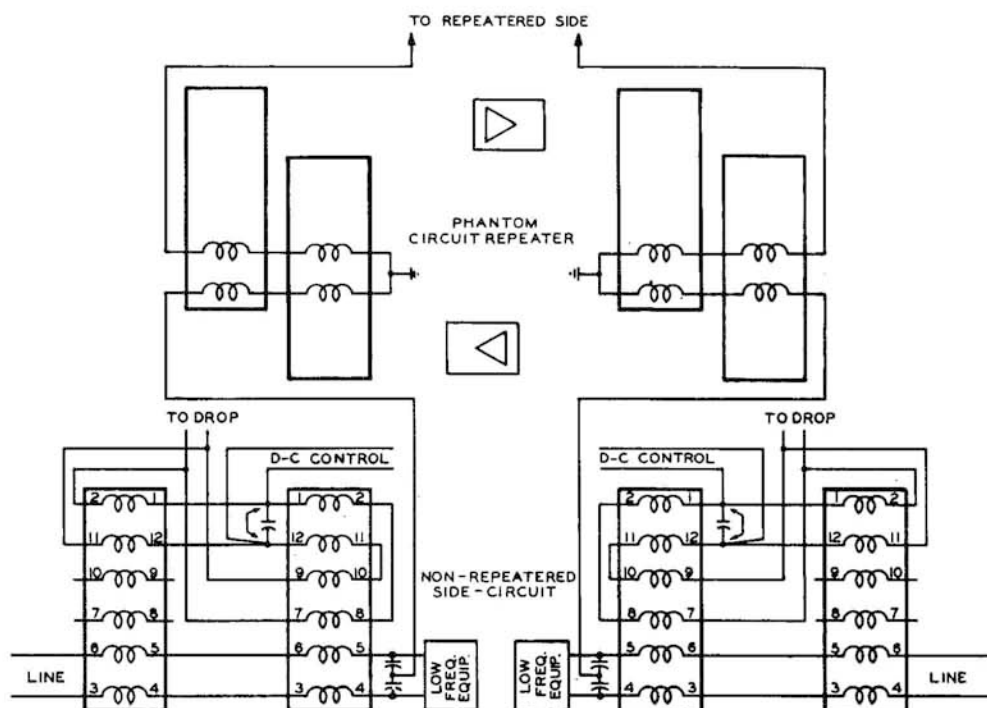 TO REPEATERED SIDE
PHANTOM
CIRCUIT REPEATER
TO DROP
D-C CONTROL
D-C CONTROL
TO DROP
2 1 1 2 2 1 1 2
11 12 12 11 11 12 12 11
10 9 9 10 10 9 9 10
NON-REPEATERED
SIDE-CIRCUIT
7 8 7 8 8 7 7 8
6 5 6 5 5 6 5 6
LINE
LOW
FREQ.
EQUIP.
LOW
FREQ.
EQUIP.
LINE
3 4 3 4 4 3 3 4